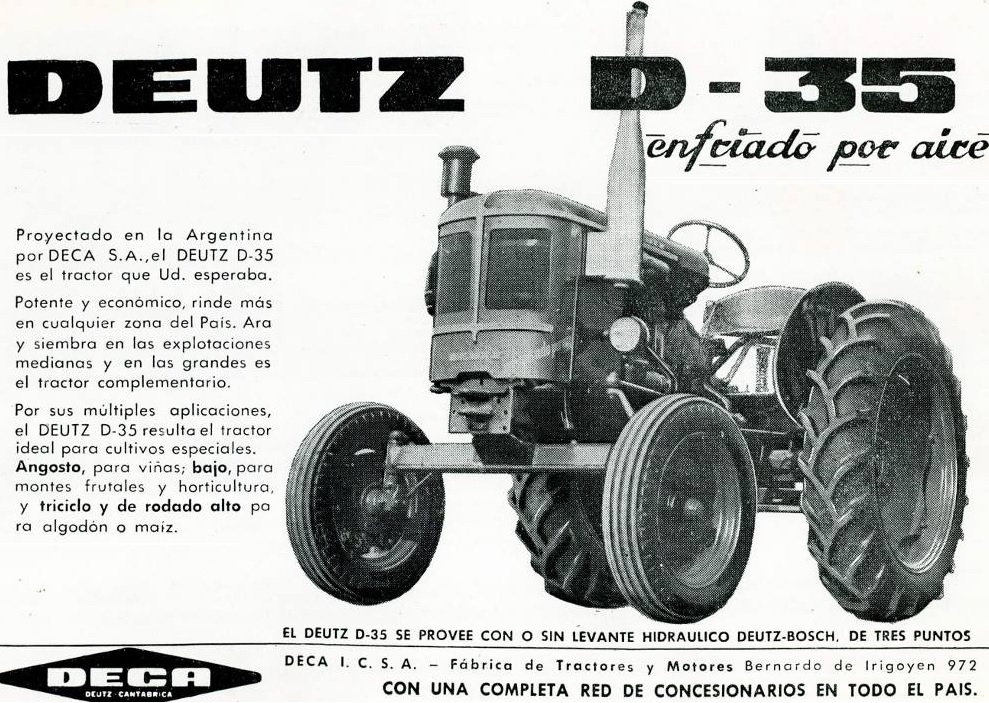 DEUTZ D-35
enfriado por aire
Proyectado en la Argentina
por DECA S.A., el DEUTZ D-35
es el tractor que Ud. esperaba.
Potente y económico, rinde más
en cualquier zona del País. Ara
y siembra en las explotaciones
medianas y en las grandes es
el tractor complementario.
Por sus múltiples aplicaciones,
el DEUTZ D-35 resulta el tractor
ideal para cultivos especiales.
Angosto, para viñas; bajo, para
montes frutales y horticultura,
y triciclo y de rodado alto pa
ra algodón o maíz.
EL DEUTZ D-35 SE PROVEE CON O SIN LEVANTE HIDRAULICO DEUTZ-BOSCH, DE TRES PUNTOS
DECA
DEUTZ-CANTABRICA
DECA I. C. S. A. – Fábrica de Tractores y Motores Bernardo de Irigoyen 972
CON UNA COMPLETA RED DE CONCESIONARIOS EN TODO EL PAIS.